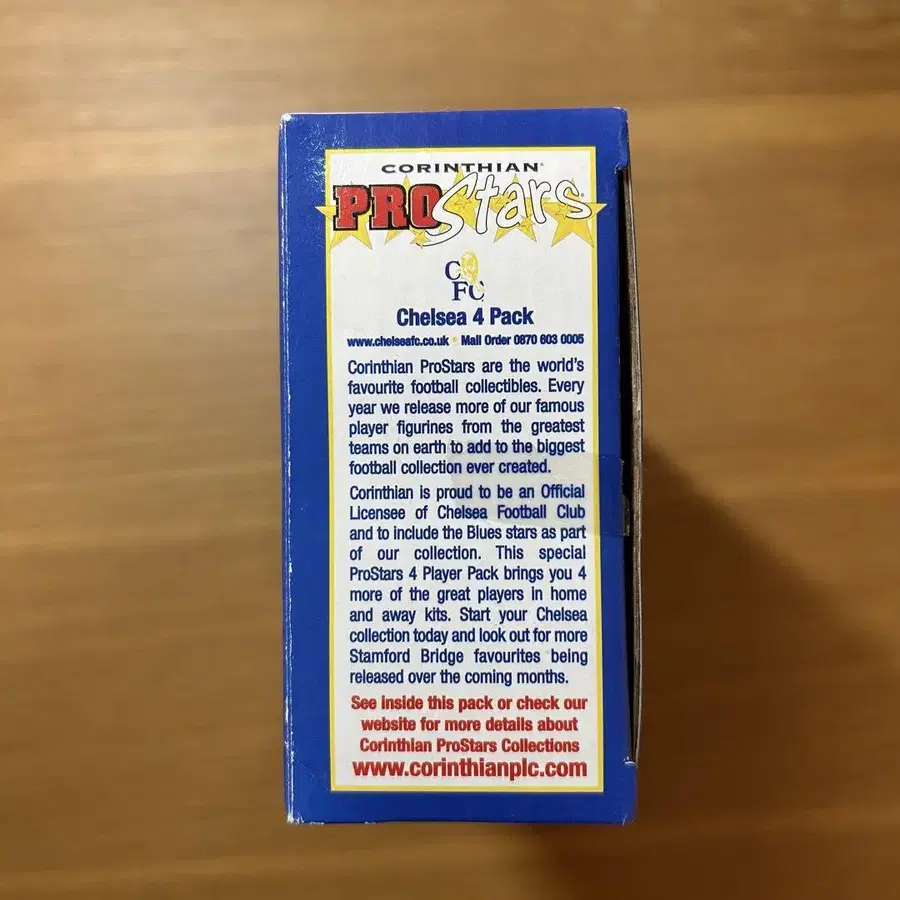 CORINTHIAN
PROStars
C
FC
Chelsea 4 Pack
www.chelseafc.co.uk • Mail Order 0870 603 0005
Corinthian ProStars are the world's
favourite football collectibles. Every
year we release more of our famous
player figurines from the greatest
teams on earth to add to the biggest
football collection ever created.
Corinthian is proud to be an Official
Licensee of Chelsea Football Club
and to include the Blues stars as part
of our collection. This special
ProStars 4 Player Pack brings you 4
more of the great players in home
and away kits. Start your Chelsea
collection today and look out for more
Stamford Bridge favourites being
released over the coming months.
See inside this pack or check our
website for more details about
Corinthian ProStars Collections
www.corinthianplc.com